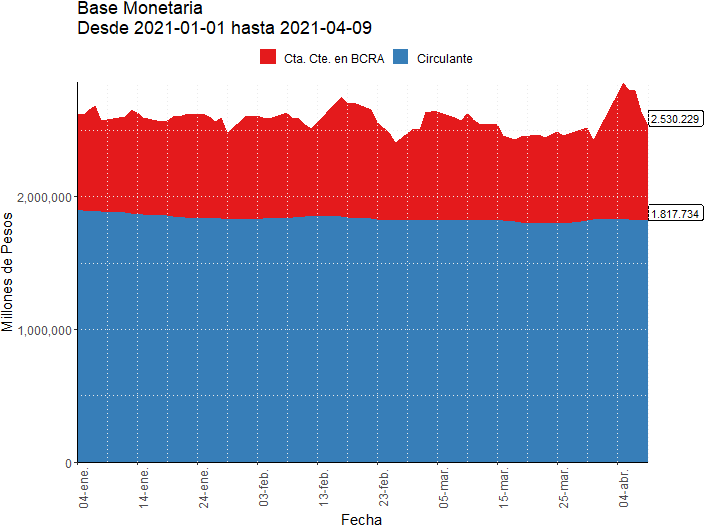 Base Monetaria
Desde 2021-01-01 hasta 2021-04-09
Cta. Cte. en BCRA
Circulante
Millones de Pesos
2,000,000
1,000,000
0
2.530.229
1.817.734
04-ene.
14-ene.
24-ene.
03-feb.
13-feb.
23-feb.
05-mar.
15-mar.
25-mar.
04-abr.
Fecha